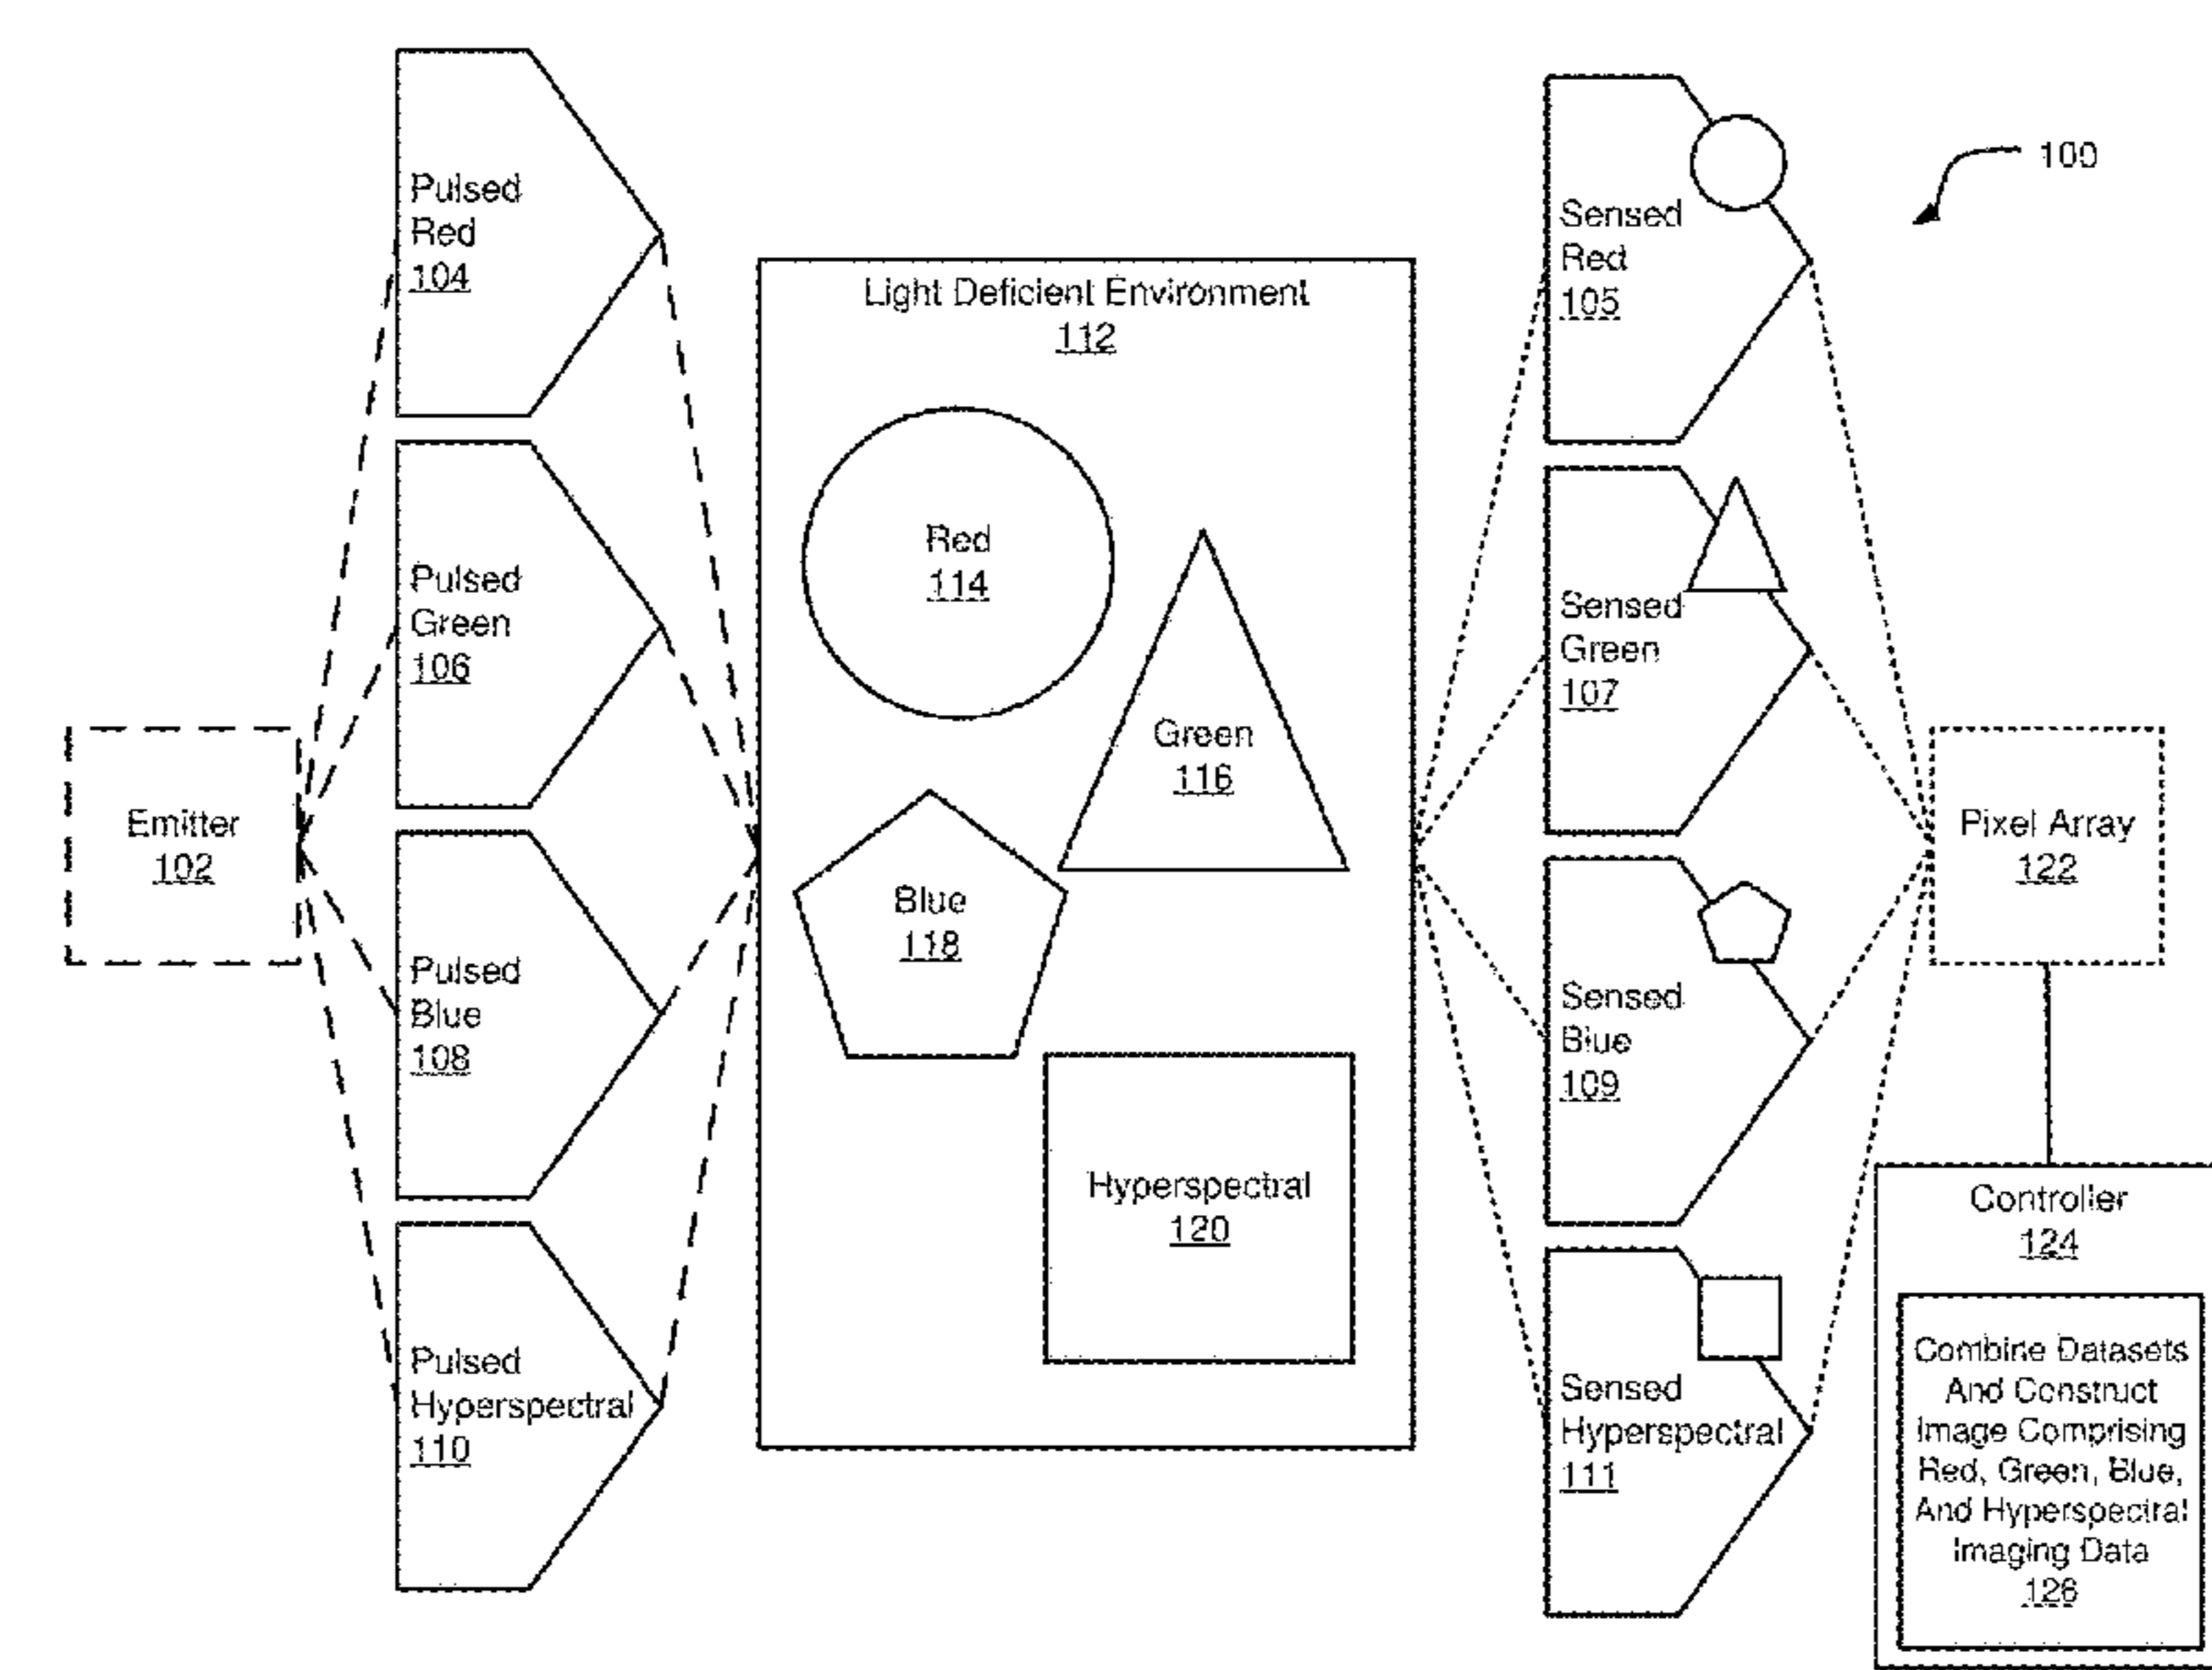 100
Pulsed
Red
104
Pulsed
Green
106
Pulsed
Blue
108
Pulsed
Hyperspectral
110
Emitter
102
Light Deficient Environment
112
Red
114
Green
116
Blue
118
Hyperspectral
120
Sensed
Red
105
Sensed
Green
107
Sensed
Blue
109
Sensed
Hyperspectral
111
Pixel Array
122
Controller
124
Combine Datasets
And Construct
Image Comprising
Red, Green, Blue,
And Hyperspectral
Imaging Data
126